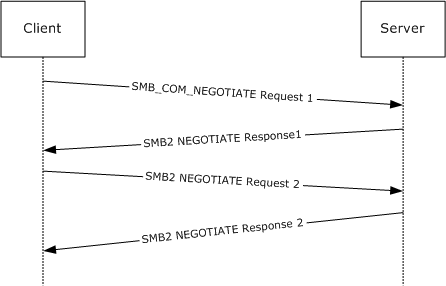 Client
Server
SMB_COM_NEGOTIATE Request 1
SMB2 NEGOTIATE Response1
SMB2 NEGOTIATE Request 2
SMB2 NEGOTIATE Response 2